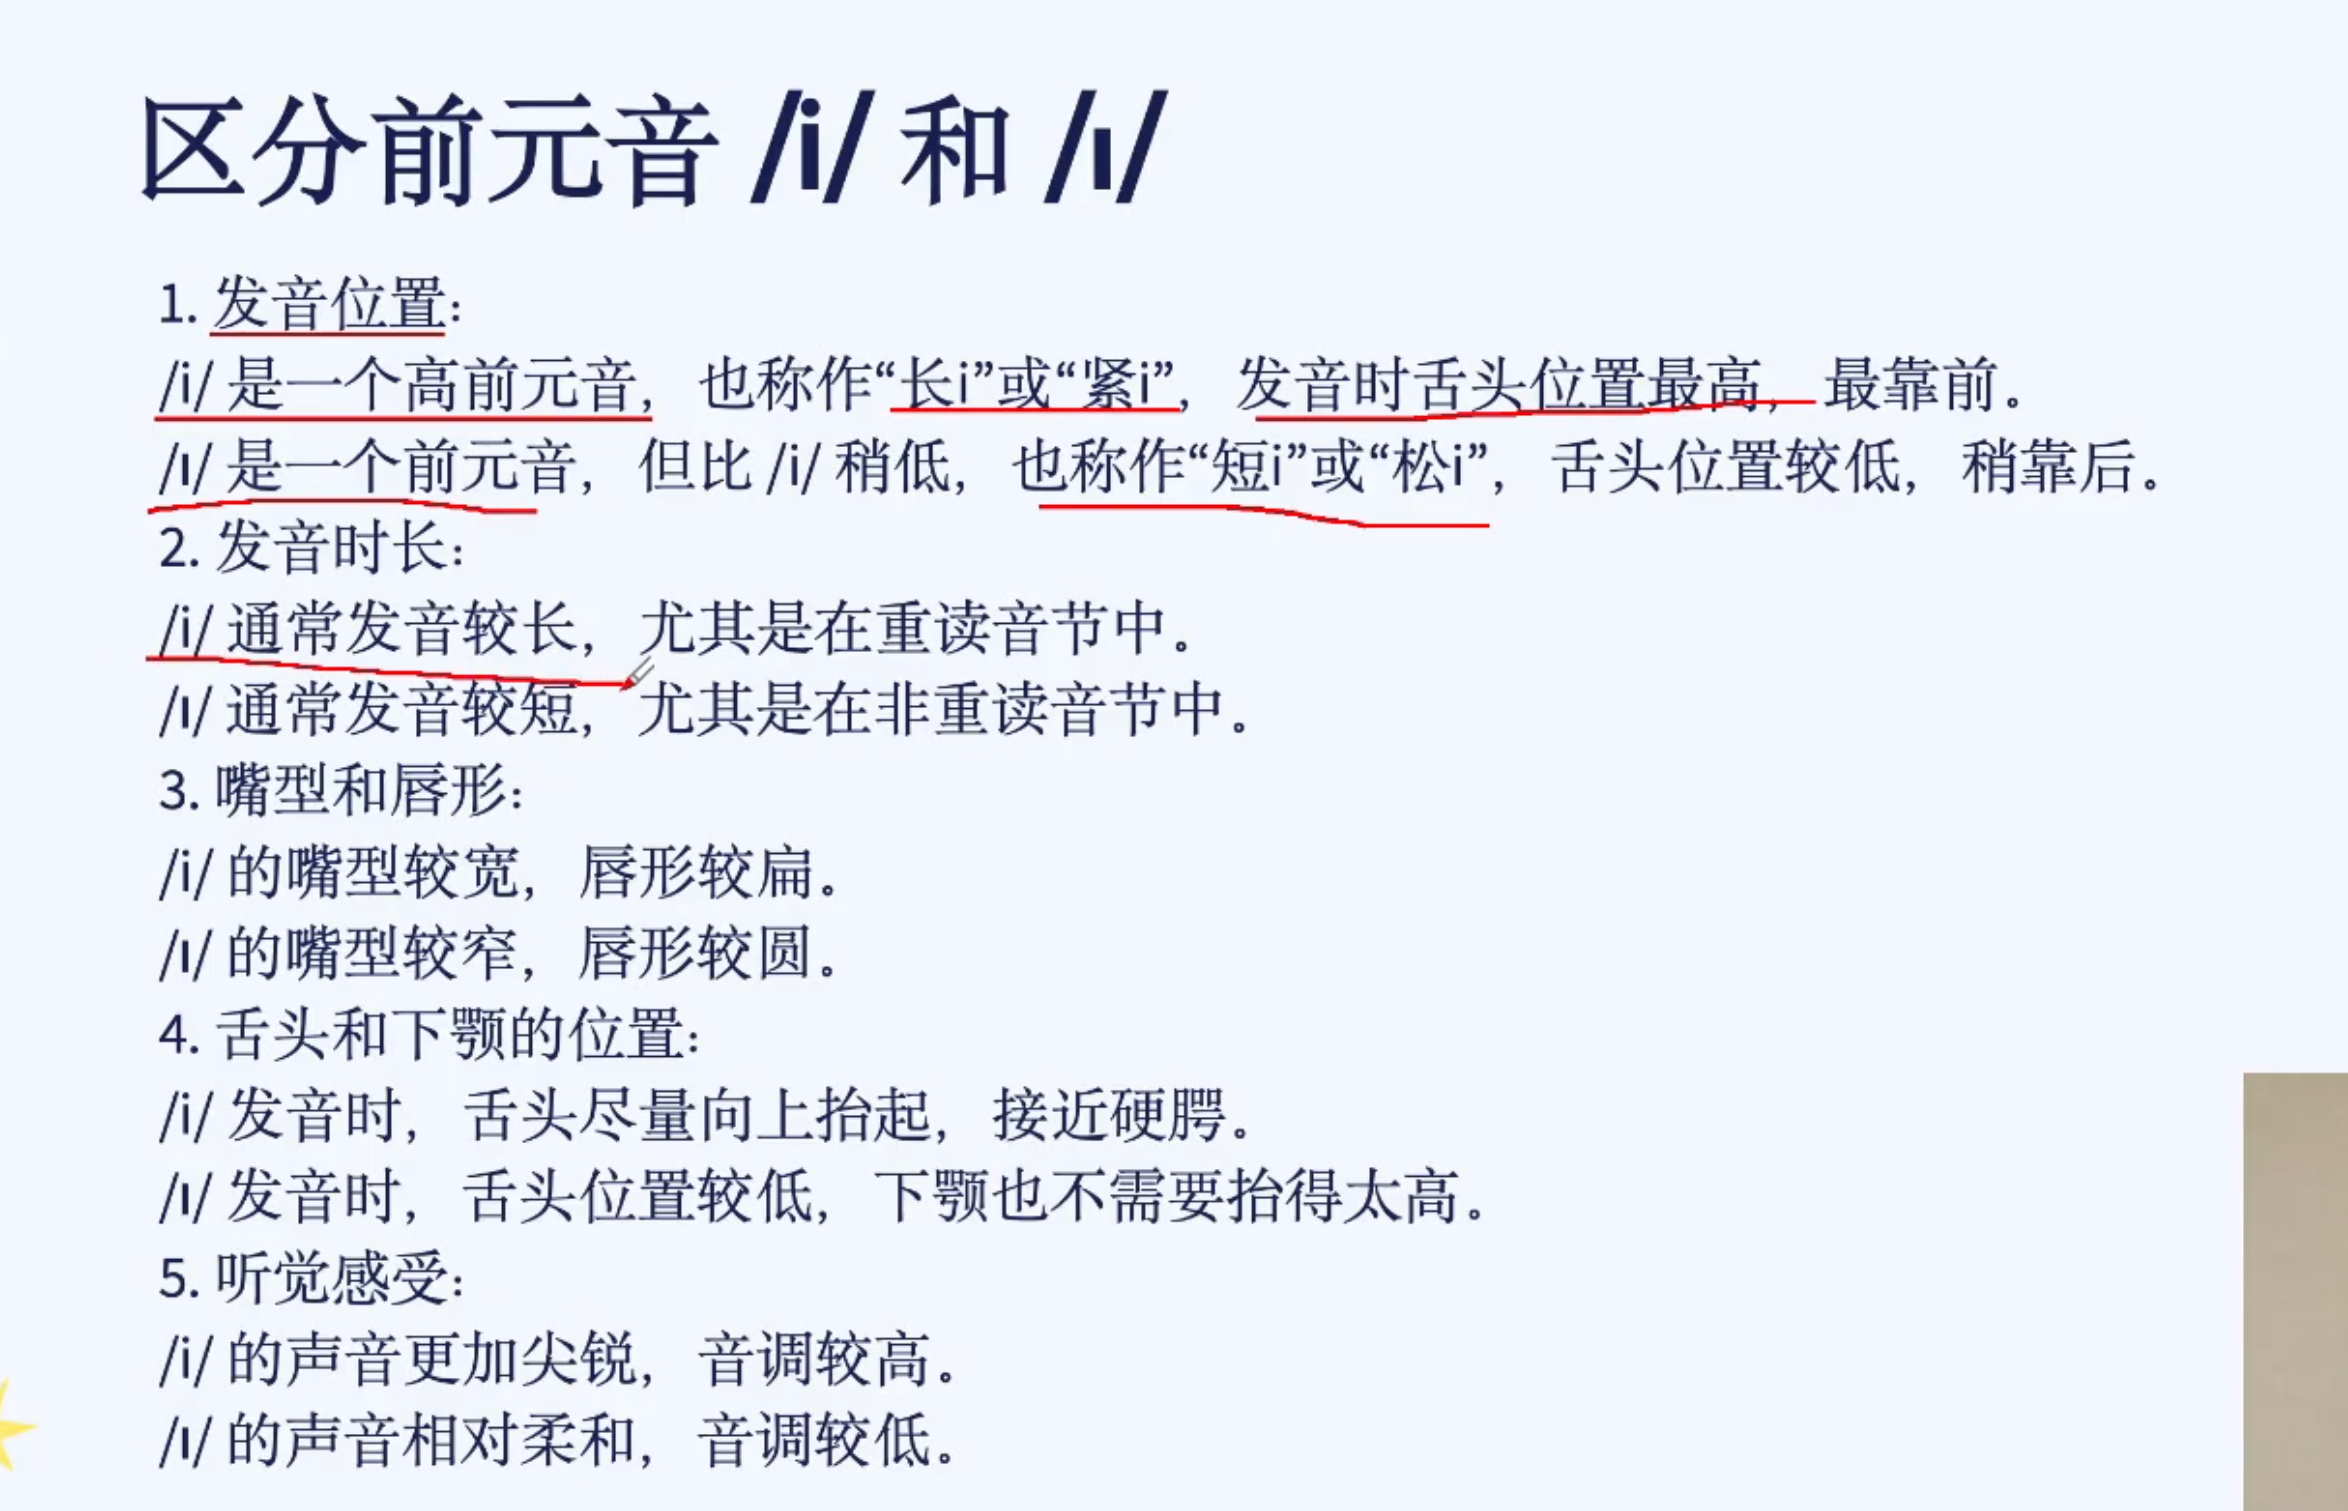 区分前元音 /i/ 和 /ɪ/
1. 发音位置：
/i/ 是一个高前元音，也称作“长i”或“紧i”，发音时舌头位置最高，最靠前。
/ɪ/ 是一个前元音，但比 /i/ 稍低，也称作“短i”或“松i”，舌头位置较低，稍靠后。
2. 发音时长：
/i/ 通常发音较长，尤其是在重读音节中。
/ɪ/ 通常发音较短，尤其是在非重读音节中。
3. 嘴型和唇形：
/i/ 的嘴型较宽，唇形较扁。
/ɪ/ 的嘴型较窄，唇形较圆。
4. 舌头和下颚的位置：
/i/ 发音时，舌头尽量向上抬起，接近硬腭。
/ɪ/ 发音时，舌头位置较低，下颚也不需要抬得太高。
5. 听觉感受：
/i/ 的声音更加尖锐，音调较高。
/ɪ/ 的声音相对柔和，音调较低。